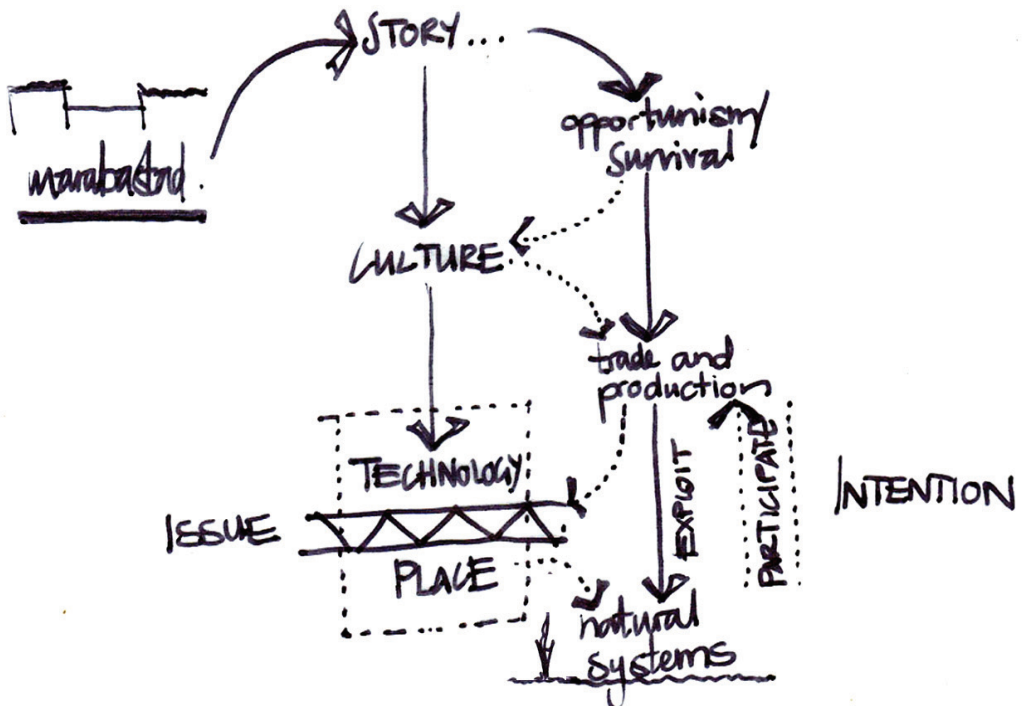 STORY...
marabastad.
opportunism/
survival
CULTURE
trade and
production
TECHNOLOGY
EXPLOIT
PARTICIPATE
INTENTION
ISSUE
PLACE
natural
systems